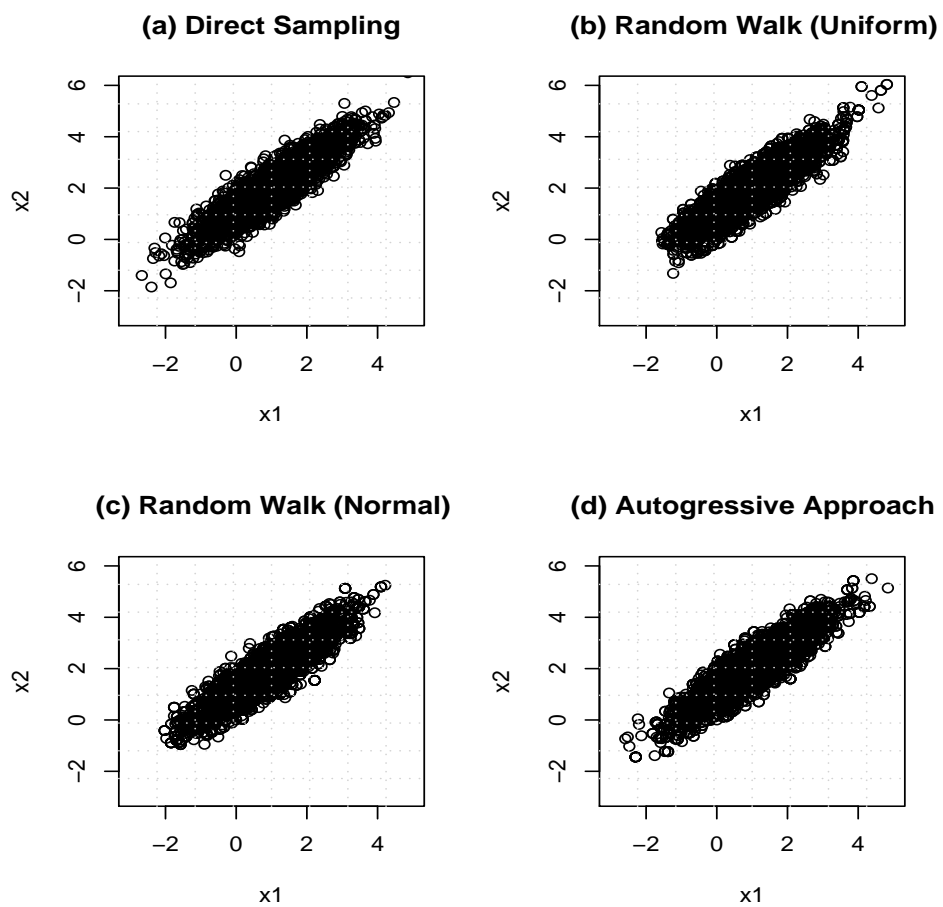 (a) Direct Sampling
6
4
2
0
−2
x2
−2 0 2 4
x1
(b) Random Walk (Uniform)
6
4
2
0
−2
x2
−2 0 2 4
x1
(c) Random Walk (Normal)
6
4
2
0
−2
x2
−2 0 2 4
x1
(d) Autogressive Approach
6
4
2
0
−2
x2
−2 0 2 4
x1